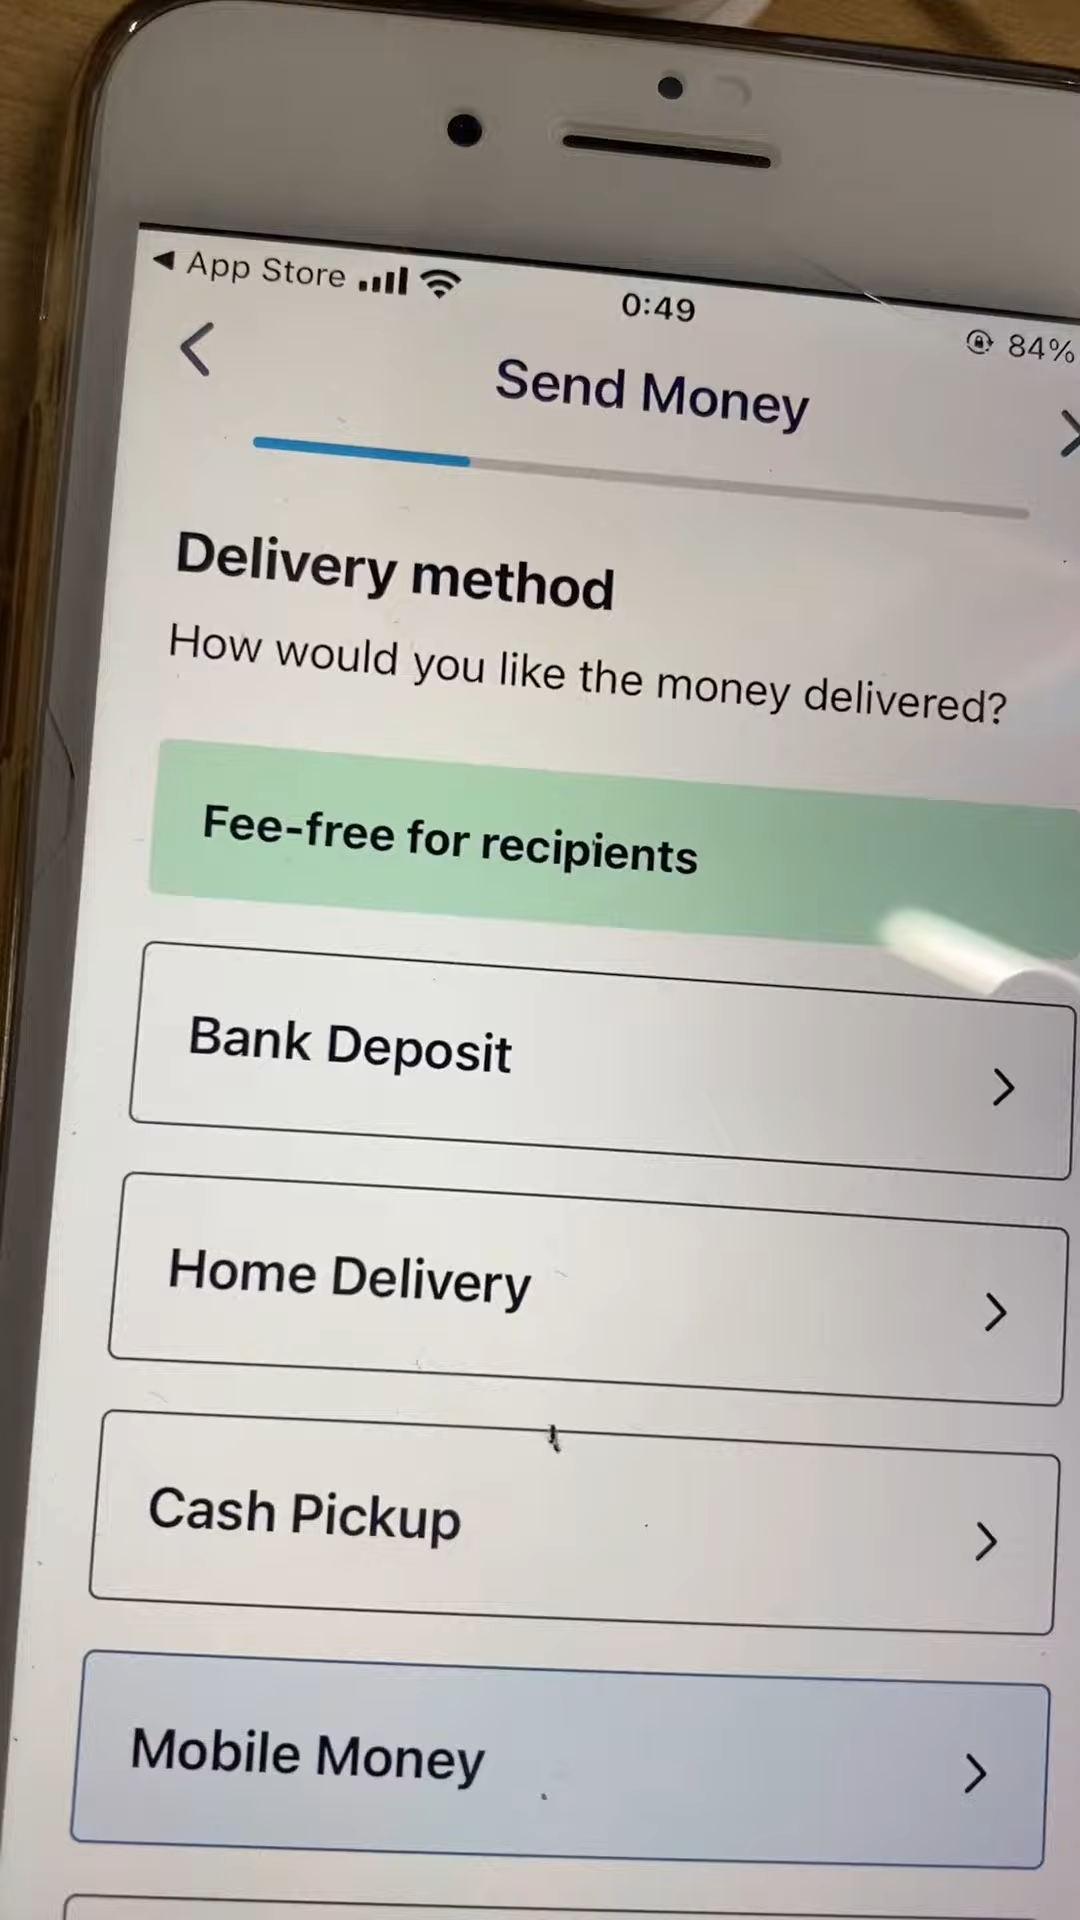 App Store
0:49
84%
Send Money
Delivery method
How would you like the money delivered?
Fee-free for recipients
Bank Deposit
Home Delivery
Cash Pickup
Mobile Money